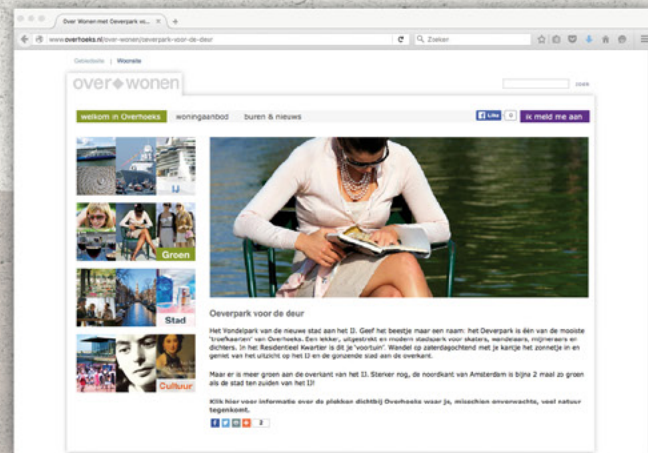 Over Wonen met Oeverpark vo...
www.overhoeks.nl/over-wonen/oeverpark-voor-de-deur
Zoeken
Gebiedssite | Woonsite
over wonen
zoek
welkom in Overhoeks
woningaanbod
buren & nieuws
Like
0
ik meld me aan
IJ
Groen
Stad
Cultuur
Oeverpark voor de deur
Het Vondelpark van de nieuwe stad aan het IJ. Geef het beestje maar een naam: het Oeverpark is één van de mooiste
'troefkaarten' van Overhoeks. Een lekker, uitgestrekt en modern stadspark voor skaters, wandelaars, mijmeraars en
dichters. In het Residentieel Kwartier is dit je 'voortuin'. Wandel op zaterdagochtend met je kantje het zonnetje in en
geniet van het uitzicht op het IJ en de gonzende stad aan de overkant.
Maar er is meer groen aan de overkant van het IJ. Sterker nog, de noordkant van Amsterdam is bijna 2 maal zo groen
als de stad ten zuiden van het IJ!
Klik hier voor informatie over de plekken dichtbij Overhoeks waar je, misschien onverwachts, veel natuur
tegenkomt.
2